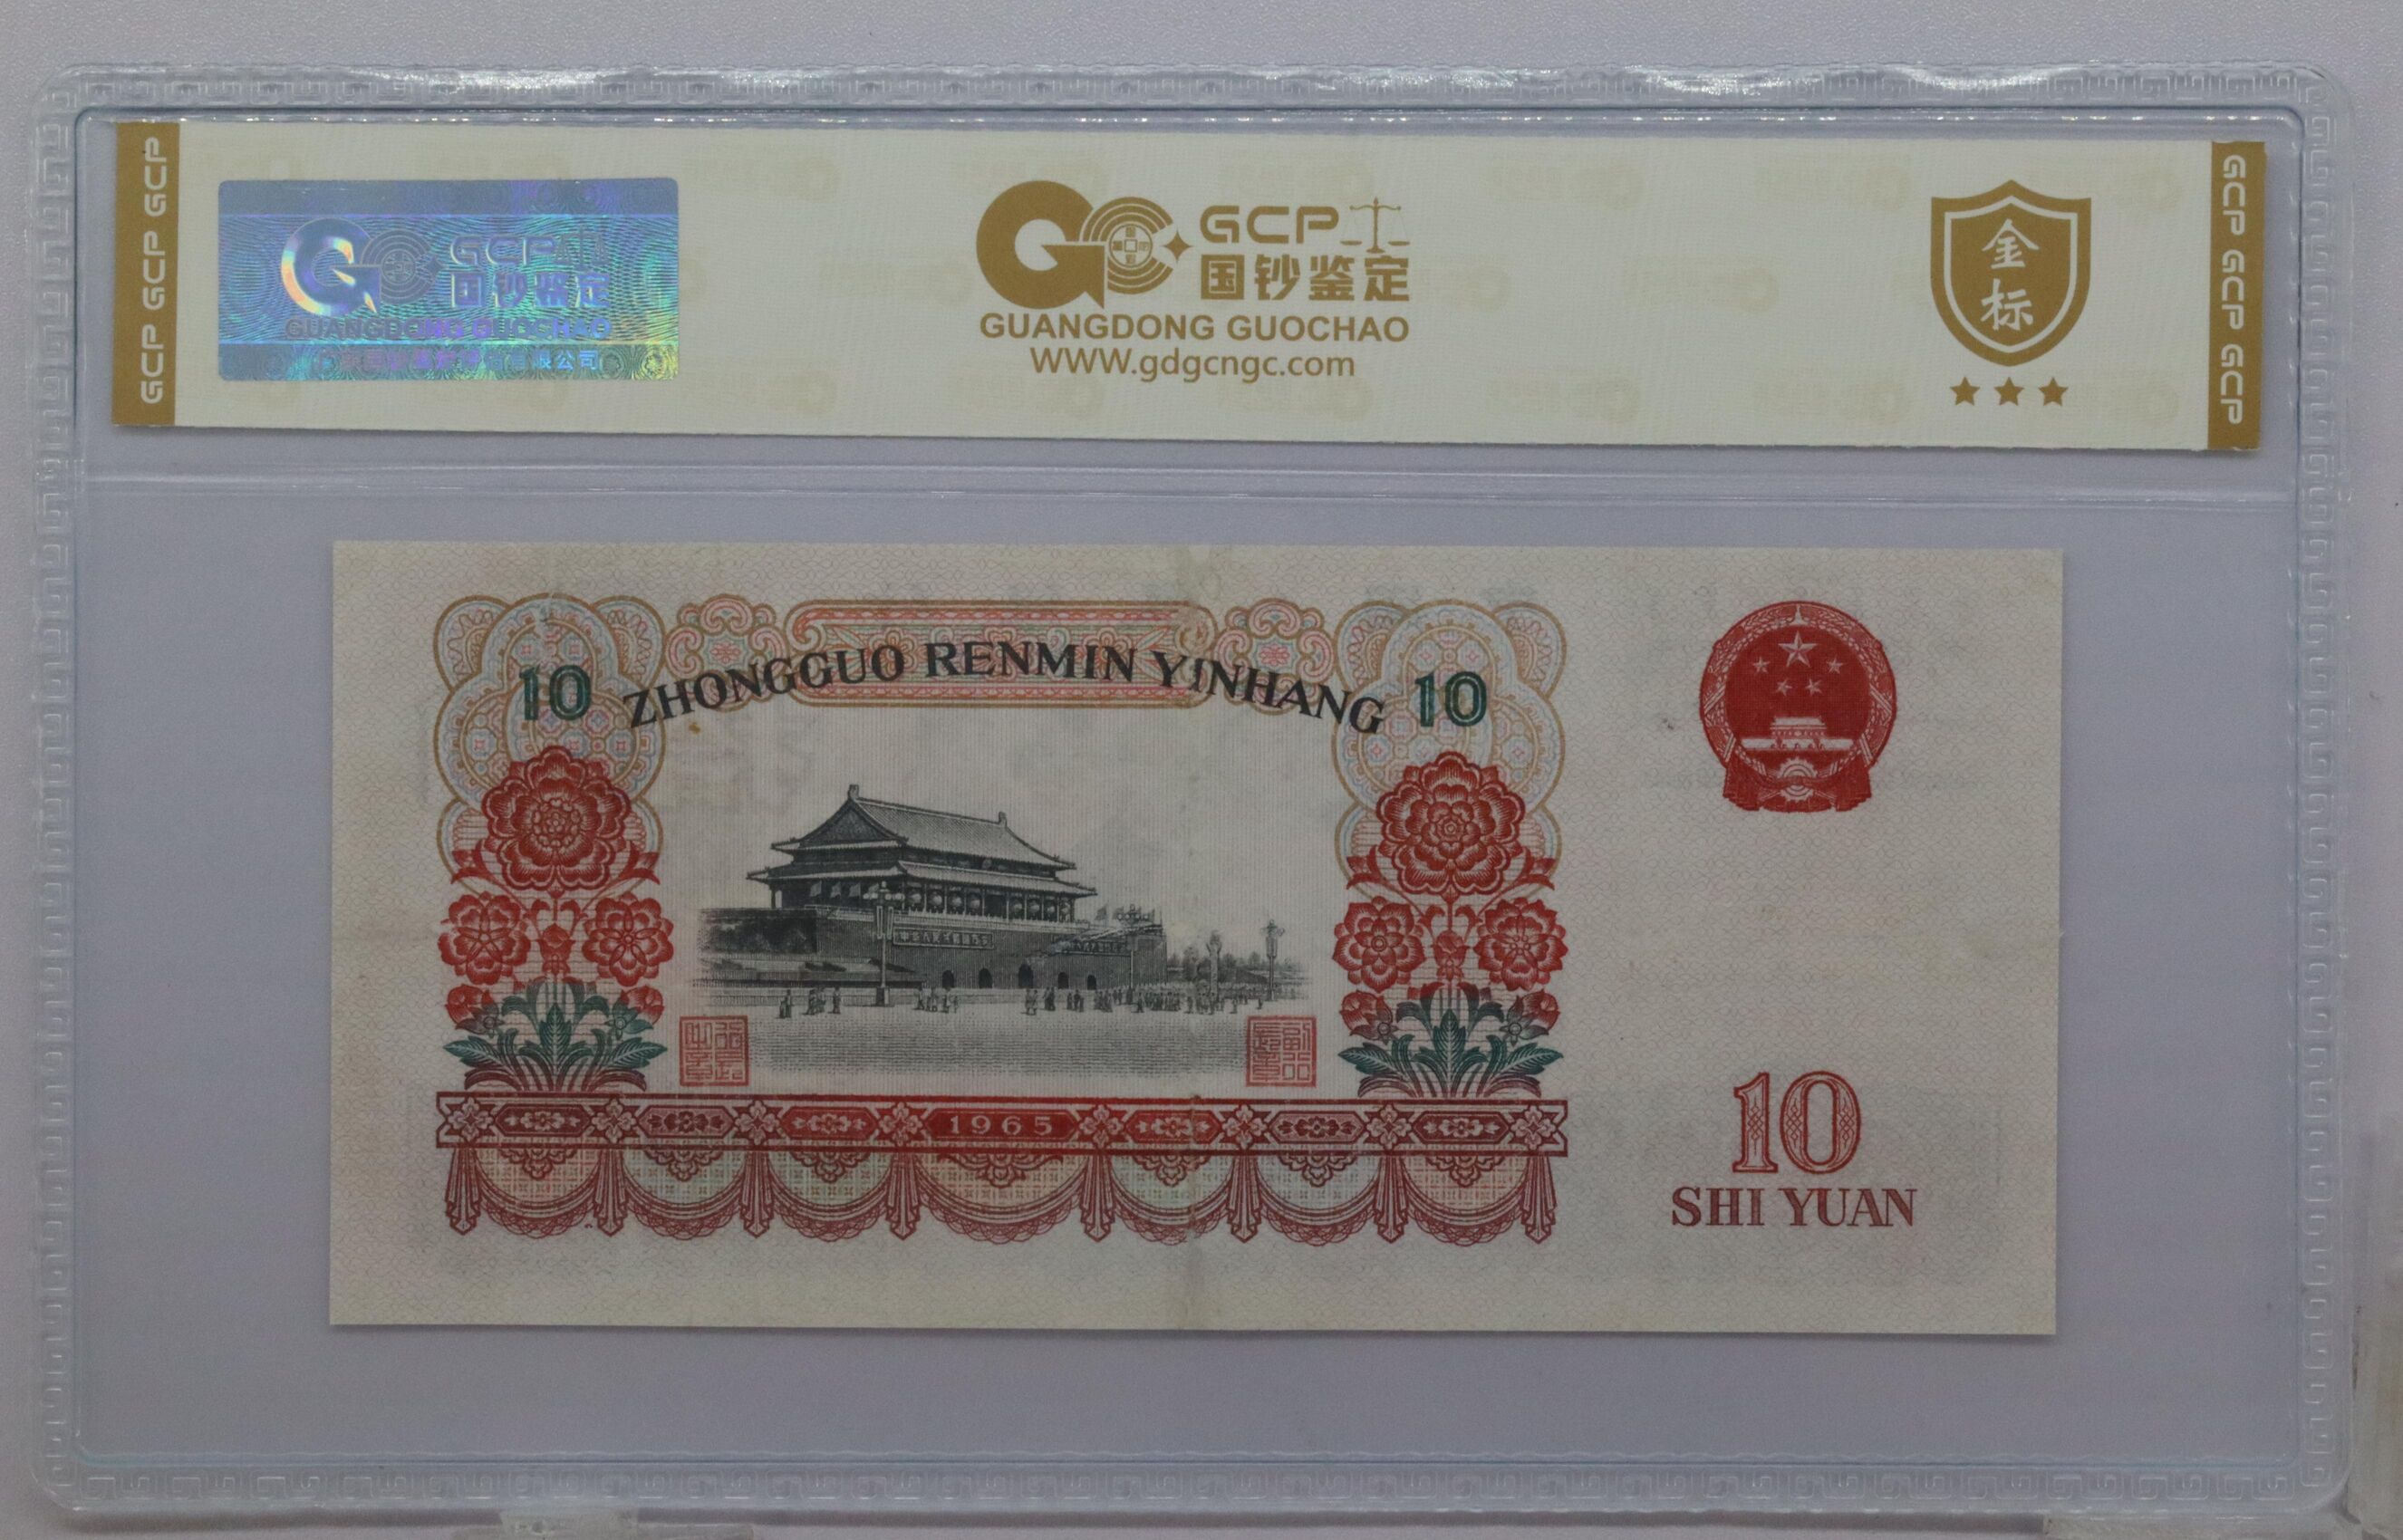 GCP GCP GCP
GCP
国钞鉴定
GUANGDONG GUOCHAO
GCP
国钞鉴定
GUANGDONG GUOCHAO
WWW.gdgcngc.com
金
标
GCP GCP GCP
10 ZHONGGUO RENMIN YINHANG 10
1965
10
SHI YUAN